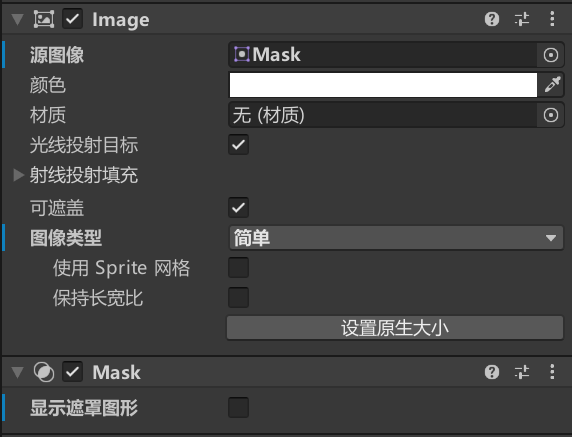 Image
源图像 Mask
颜色
材质 无 (材质)
光线投射目标
射线投射填充
可遮盖
图像类型 简单
使用 Sprite 网格
保持长宽比
设置原生大小
Mask
显示遮罩图形